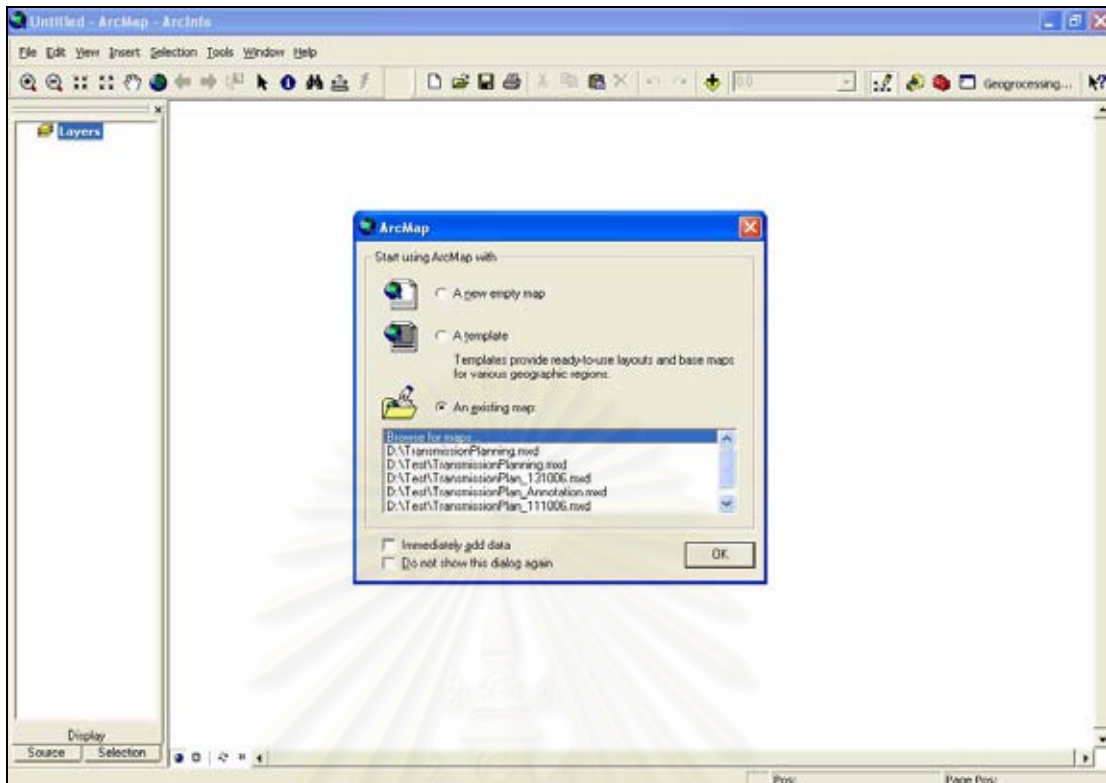 Untitled - ArcMap - ArcInfo
File Edit View Insert Selection Tools Window Help
0.0
Geoprocessing...
Layers
ArcMap
Start using ArcMap with
A new empty map
A template
Templates provide ready-to-use layouts and base maps
for various geographic regions.
An existing map:
Browse for maps...
D:\TransmissionPlanning.mxd
D:\Test\TransmissionPlanning.mxd
D:\Test\TransmissionPlan_131006.mxd
D:\Test\TransmissionPlan_Annotation.mxd
D:\Test\TransmissionPlan_111006.mxd
Immediately add data
Do not show this dialog again
OK
Display
Source Selection
Pos: Page Pos: